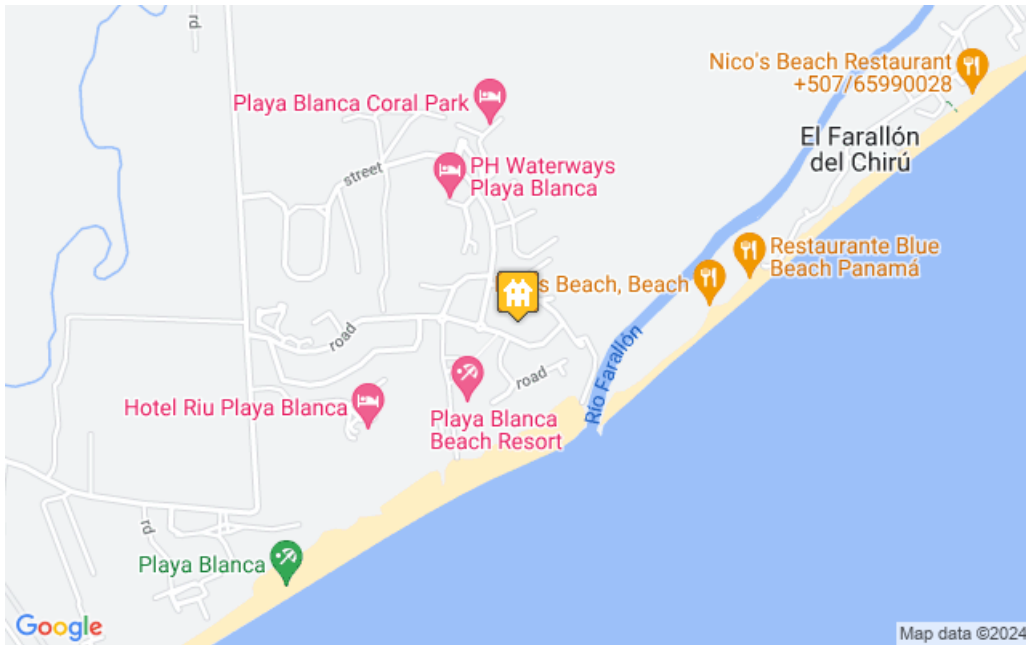 rd
Nico's Beach Restaurant
+507/65990028
Playa Blanca Coral Park
El Farallón
del Chirú
PH Waterways
Playa Blanca
street
Restaurante Blue
Beach Panamá
s Beach, Beach
road
Río Farallón
road
Hotel Riu Playa Blanca
Playa Blanca
Beach Resort
rd
Playa Blanca
Google
Map data ©2024